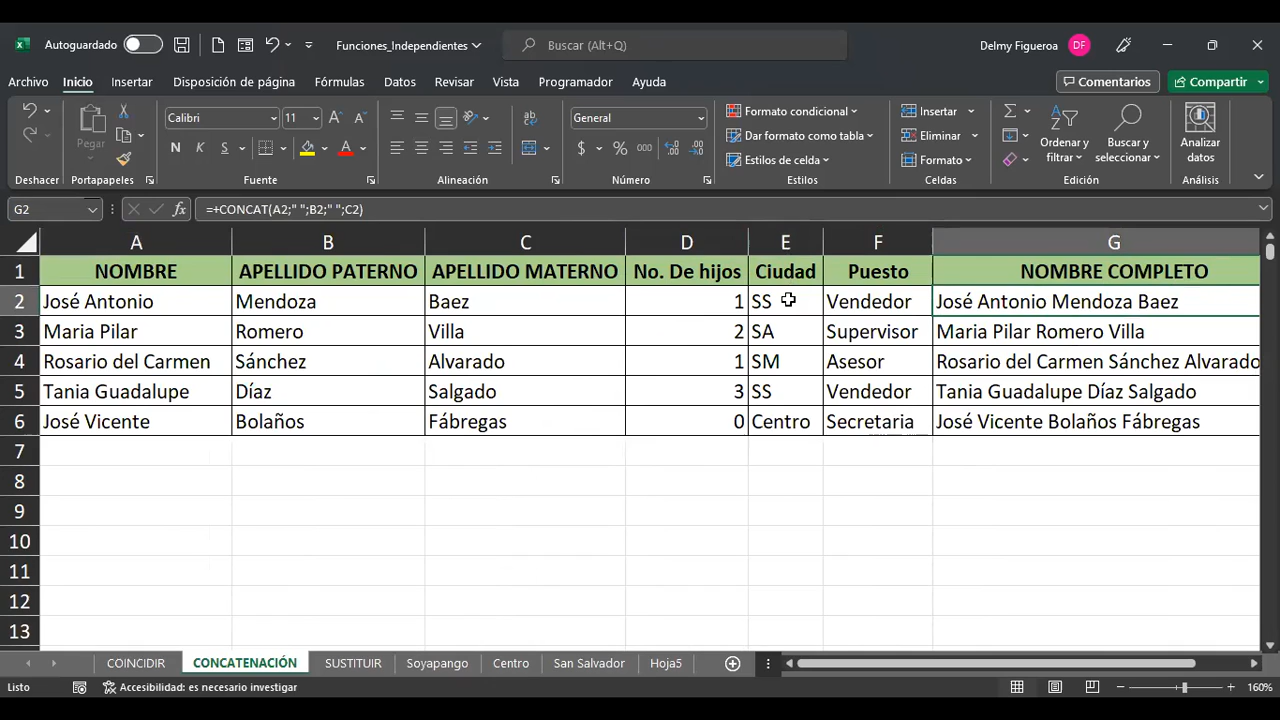 Autoguardado Funciones_Independientes Buscar (Alt+Q) Delmy Figueroa DF
Archivo Inicio Insertar Disposición de página Fórmulas Datos Revisar Vista Programador Ayuda Comentarios Compartir
Pegar
Calibri 11
N K S
General
$ % 000
Formato condicional
Dar formato como tabla
Estilos de celda
Insertar
Eliminar
Formato
Ordenar y filtrar
Buscar y seleccionar
Analizar datos
Deshacer Portapapeles Fuente Alineación Número Estilos Celdas Edición Análisis
G2 fx =+CONCAT(A2;" ";B2;" ";C2)
A B C D E F G
1 NOMBRE APELLIDO PATERNO APELLIDO MATERNO No. De hijos Ciudad Puesto NOMBRE COMPLETO
2 José Antonio Mendoza Baez 1 SS Vendedor José Antonio Mendoza Baez
3 Maria Pilar Romero Villa 2 SA Supervisor Maria Pilar Romero Villa
4 Rosario del Carmen Sánchez Alvarado 1 SM Asesor Rosario del Carmen Sánchez Alvarado
5 Tania Guadalupe Díaz Salgado 3 SS Vendedor Tania Guadalupe Díaz Salgado
6 José Vicente Bolaños Fábregas 0 Centro Secretaria José Vicente Bolaños Fábregas
7
8
9
10
11
12
13
COINCIDIR CONCATENACIÓN SUSTITUIR Soyapango Centro San Salvador Hoja5
Listo Accesibilidad: es necesario investigar 160%